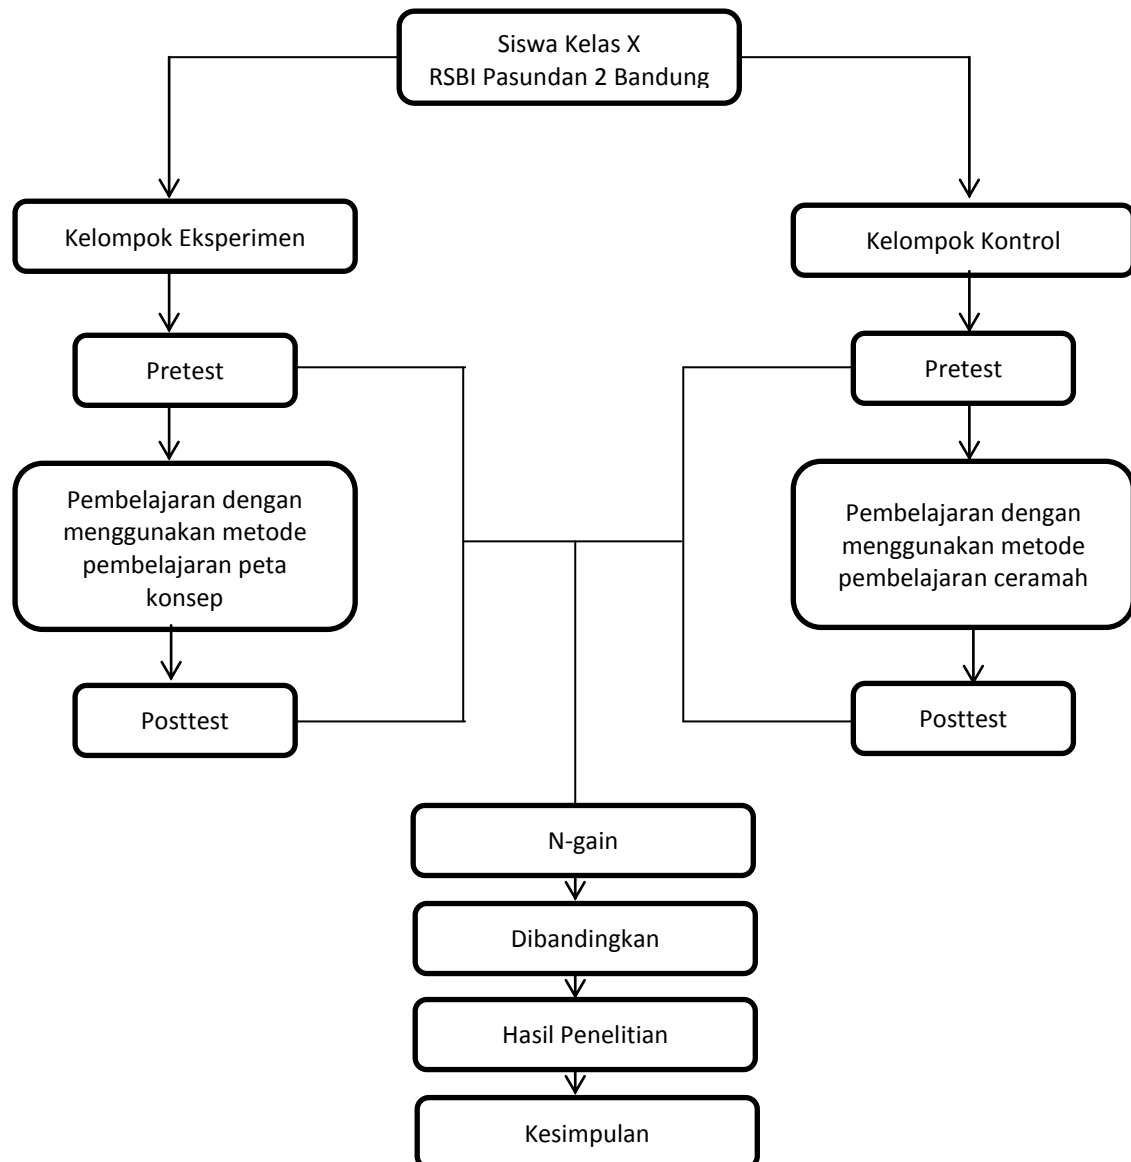 Siswa Kelas X
RSBI Pasundan 2 Bandung
Kelompok Eksperimen
Kelompok Kontrol
Pretest
Pretest
Pembelajaran dengan
menggunakan metode
pembelajaran peta
konsep
Pembelajaran dengan
menggunakan metode
pembelajaran ceramah
Posttest
Posttest
N-gain
Dibandingkan
Hasil Penelitian
Kesimpulan